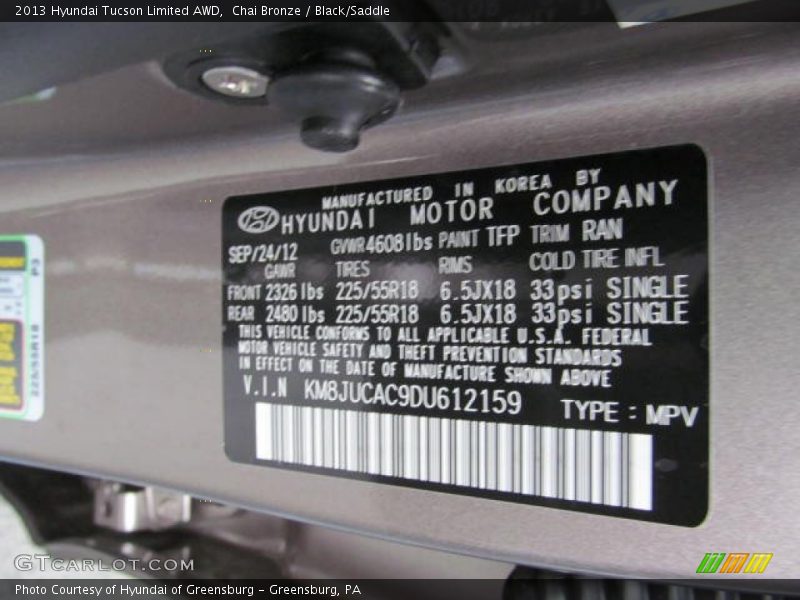 2013 Hyundai Tucson Limited AWD,  Chai Bronze / Black/Saddle
MANUFACTURED IN KOREA BY
HYUNDAI MOTOR COMPANY
SEP/24/12 GVWR 4608lbs PAINT TFP TRIM RAN
GAWR TIRES RIMS COLD TIRE INFL
FRONT 2326 lbs 225/55R18 6.5JX18 33psi SINGLE
REAR 2480 lbs 225/55R18 6.5JX18 33psi SINGLE
THIS VEHICLE CONFORMS TO ALL APPLICABLE U.S.A. FEDERAL
MOTOR VEHICLE SAFETY AND THEFT PREVENTION STANDARDS
IN EFFECT ON THE DATE OF MANUFACTURE SHOWN ABOVE
V.I.N KM8JUCAC9DU612159 TYPE : MPV
P3
225/55R18
GTCARLOT.COM
Photo Courtesy of Hyundai of Greensburg - Greensburg, PA